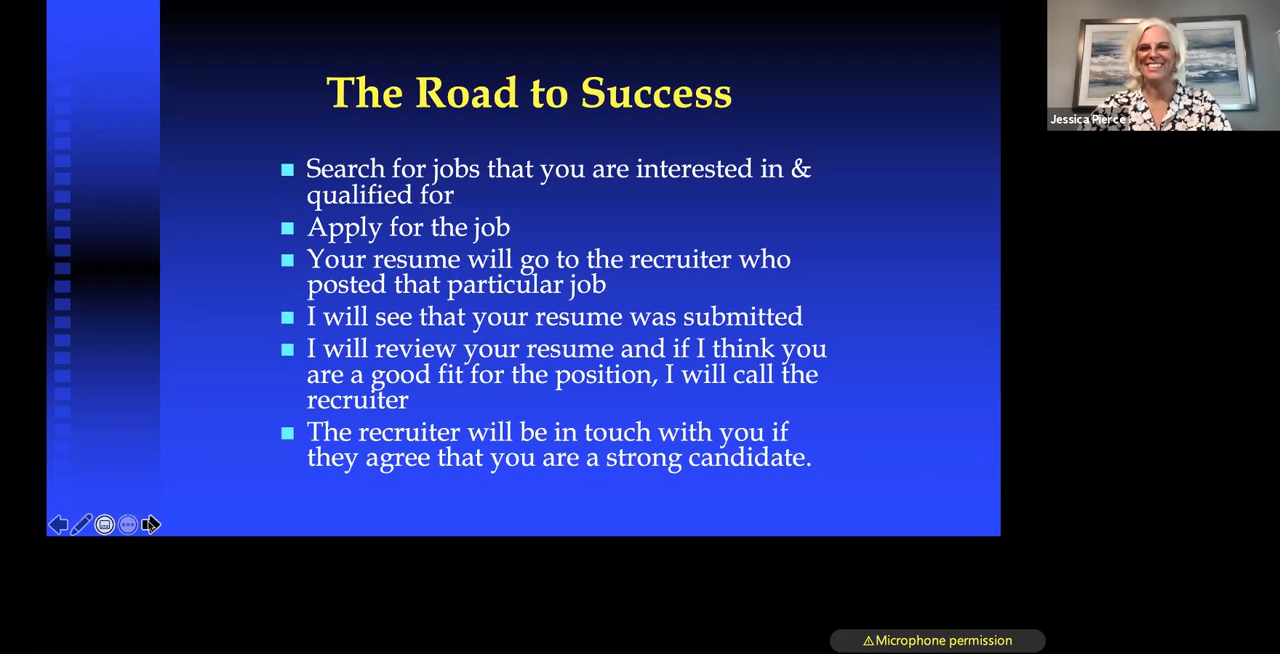 The Road to Success
Search for jobs that you are interested in &
qualified for
Apply for the job
Your resume will go to the recruiter who
posted that particular job
I will see that your resume was submitted
I will review your resume and if I think you
are a good fit for the position, I will call the
recruiter
The recruiter will be in touch with you if
they agree that you are a strong candidate.
Jessica Pierce
Microphone permission